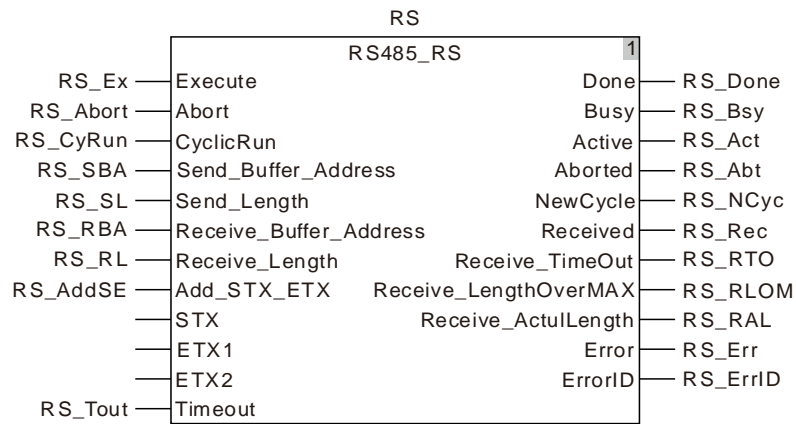 RS
RS485_RS 1
RS_Ex Execute Done RS_Done
RS_Abort Abort Busy RS_Bsy
RS_CyRun CyclicRun Active RS_Act
RS_SBA Send_Buffer_Address Aborted RS_Abt
RS_SL Send_Length NewCycle RS_NCyc
RS_RBA Receive_Buffer_Address Received RS_Rec
RS_RL Receive_Length Receive_TimeOut RS_RTO
RS_AddSE Add_STX_ETX Receive_LengthOverMAX RS_RLOM
STX Receive_ActulLength RS_RAL
ETX1 Error RS_Err
ETX2 ErrorID RS_ErrID
RS_Tout Timeout